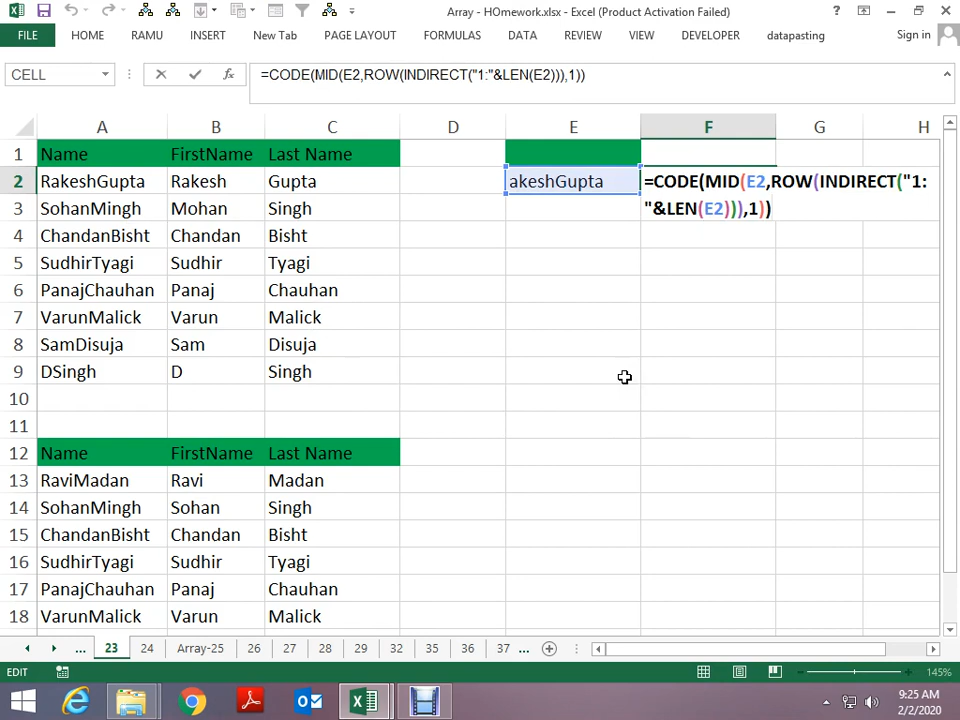 Array - HOmework.xlsx - Excel (Product Activation Failed)
FILE HOME RAMU INSERT New Tab PAGE LAYOUT FORMULAS DATA REVIEW VIEW DEVELOPER datapasting Sign in
CELL =CODE(MID(E2,ROW(INDIRECT("1:"&LEN(E2))),1))
A B C D E F G H
1 Name FirstName Last Name
2 RakeshGupta Rakesh Gupta akeshGupta =CODE(MID(E2,ROW(INDIRECT("1:
"&LEN(E2))),1))
3 SohanMingh Mohan Singh
4 ChandanBisht Chandan Bisht
5 SudhirTyagi Sudhir Tyagi
6 PanajChauhan Panaj Chauhan
7 VarunMalick Varun Malick
8 SamDisuja Sam Disuja
9 DSingh D Singh
10
11
12 Name FirstName Last Name
13 RaviMadan Ravi Madan
14 SohanMingh Sohan Singh
15 ChandanBisht Chandan Bisht
16 SudhirTyagi Sudhir Tyagi
17 PanajChauhan Panaj Chauhan
18 VarunMalick Varun Malick
... 23 24 Array-25 26 27 28 29 32 35 36 37 ...
EDIT 145%
9:25 AM
2/2/2020